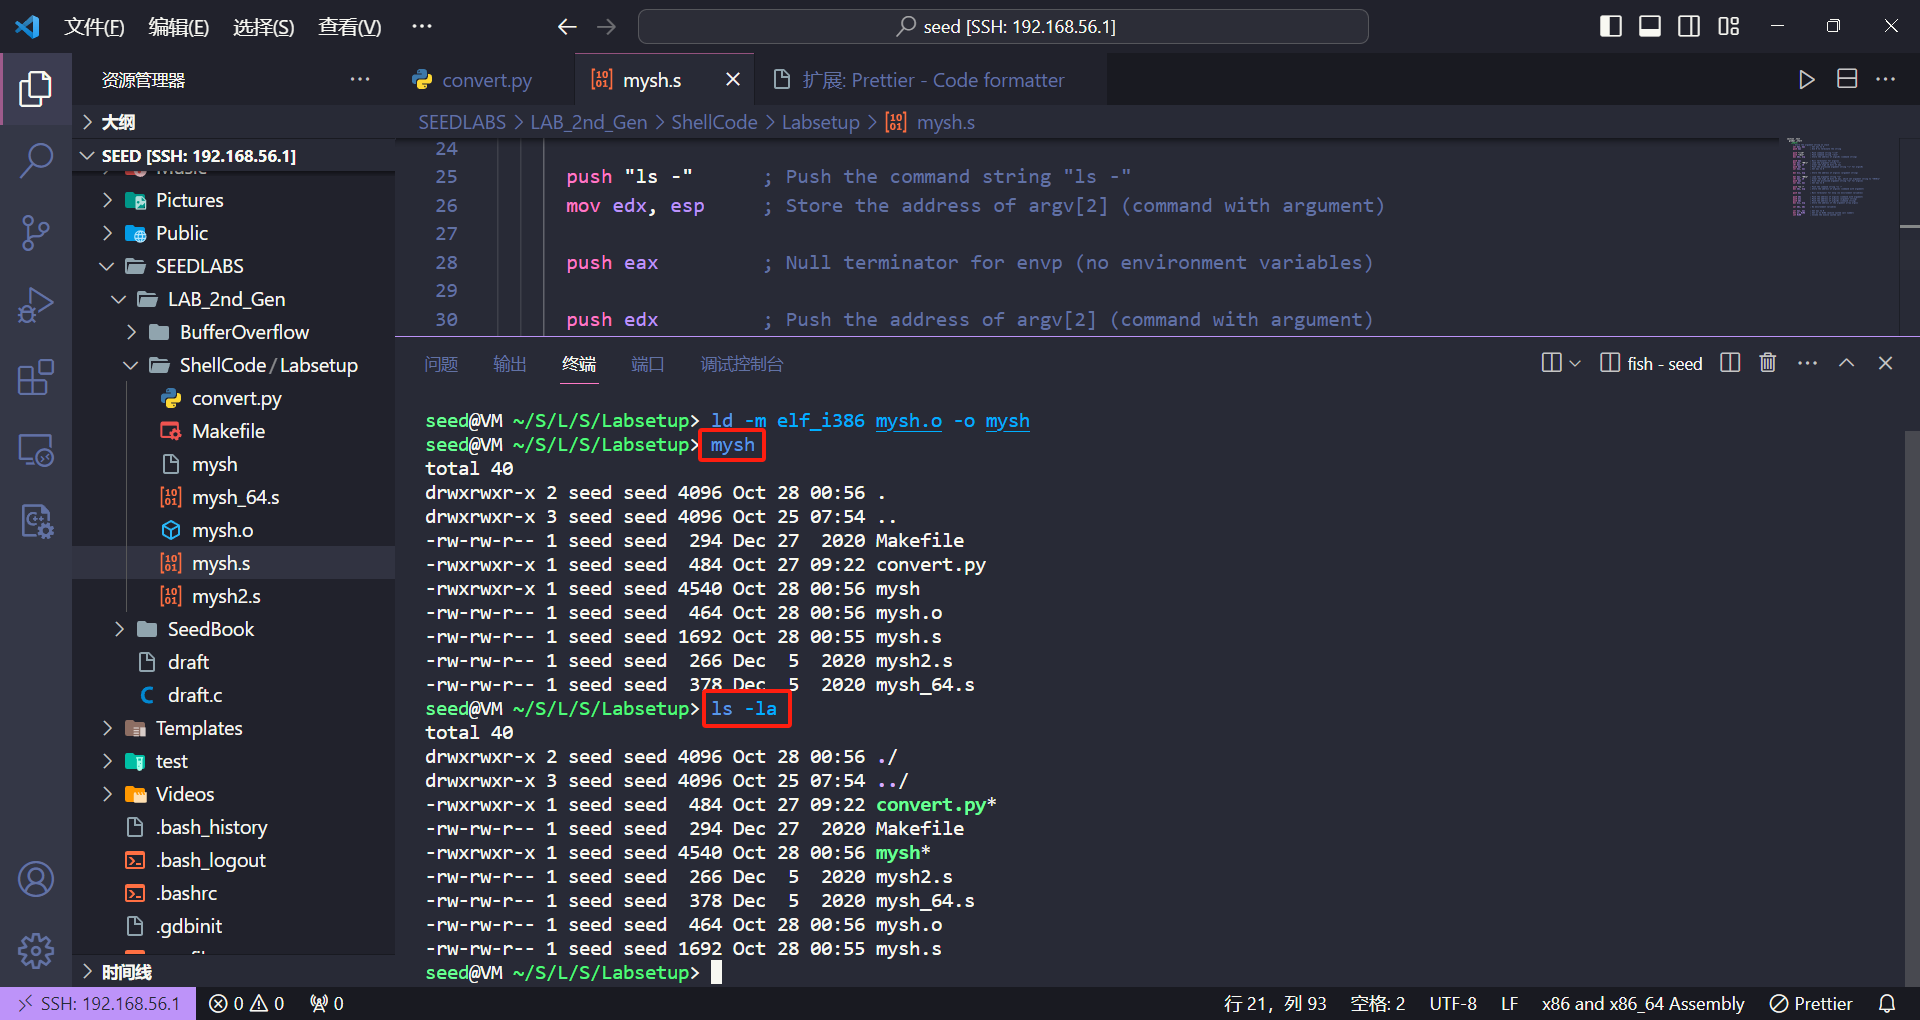 文件(F) 编辑(E) 选择(S) 查看(V) ··· seed [SSH: 192.168.56.1]
资源管理器 ···
convert.py mysh.s 扩展: Prettier - Code formatter
SEEDLABS > LAB_2nd_Gen > ShellCode > Labsetup > mysh.s
大纲
SEED [SSH: 192.168.56.1]
Pictures
Public
SEEDLABS
LAB_2nd_Gen
BufferOverflow
ShellCode/Labsetup
convert.py
Makefile
mysh
mysh_64.s
mysh.o
mysh.s
mysh2.s
SeedBook
draft
draft.c
Templates
test
Videos
.bash_history
.bash_logout
.bashrc
.gdbinit
时间线
24
25 push "ls -" ; Push the command string "ls -"
26 mov edx, esp ; Store the address of argv[2] (command with argument)
27
28 push eax ; Null terminator for envp (no environment variables)
29
30 push edx ; Push the address of argv[2] (command with argument)
问题 输出 终端 端口 调试控制台 fish - seed
seed@VM ~/S/L/S/Labsetup> ld -m elf_i386 mysh.o -o mysh
seed@VM ~/S/L/S/Labsetup> mysh
total 40
drwxrwxr-x 2 seed seed 4096 Oct 28 00:56 .
drwxrwxr-x 3 seed seed 4096 Oct 25 07:54 ..
-rw-rw-r-- 1 seed seed  294 Dec 27  2020 Makefile
-rwxrwxr-x 1 seed seed  484 Oct 27 09:22 convert.py
-rwxrwxr-x 1 seed seed 4540 Oct 28 00:56 mysh
-rw-rw-r-- 1 seed seed  464 Oct 28 00:56 mysh.o
-rw-rw-r-- 1 seed seed 1692 Oct 28 00:55 mysh.s
-rw-rw-r-- 1 seed seed  266 Dec  5  2020 mysh2.s
-rw-rw-r-- 1 seed seed  378 Dec  5  2020 mysh_64.s
seed@VM ~/S/L/S/Labsetup> ls -la
total 40
drwxrwxr-x 2 seed seed 4096 Oct 28 00:56 ./
drwxrwxr-x 3 seed seed 4096 Oct 25 07:54 ../
-rwxrwxr-x 1 seed seed  484 Oct 27 09:22 convert.py*
-rw-rw-r-- 1 seed seed  294 Dec 27  2020 Makefile
-rwxrwxr-x 1 seed seed 4540 Oct 28 00:56 mysh*
-rw-rw-r-- 1 seed seed  266 Dec  5  2020 mysh2.s
-rw-rw-r-- 1 seed seed  378 Dec  5  2020 mysh_64.s
-rw-rw-r-- 1 seed seed  464 Oct 28 00:56 mysh.o
-rw-rw-r-- 1 seed seed 1692 Oct 28 00:55 mysh.s
seed@VM ~/S/L/S/Labsetup>
SSH: 192.168.56.1 0 0 0 行 21，列 93 空格: 2 UTF-8 LF x86 and x86_64 Assembly Prettier